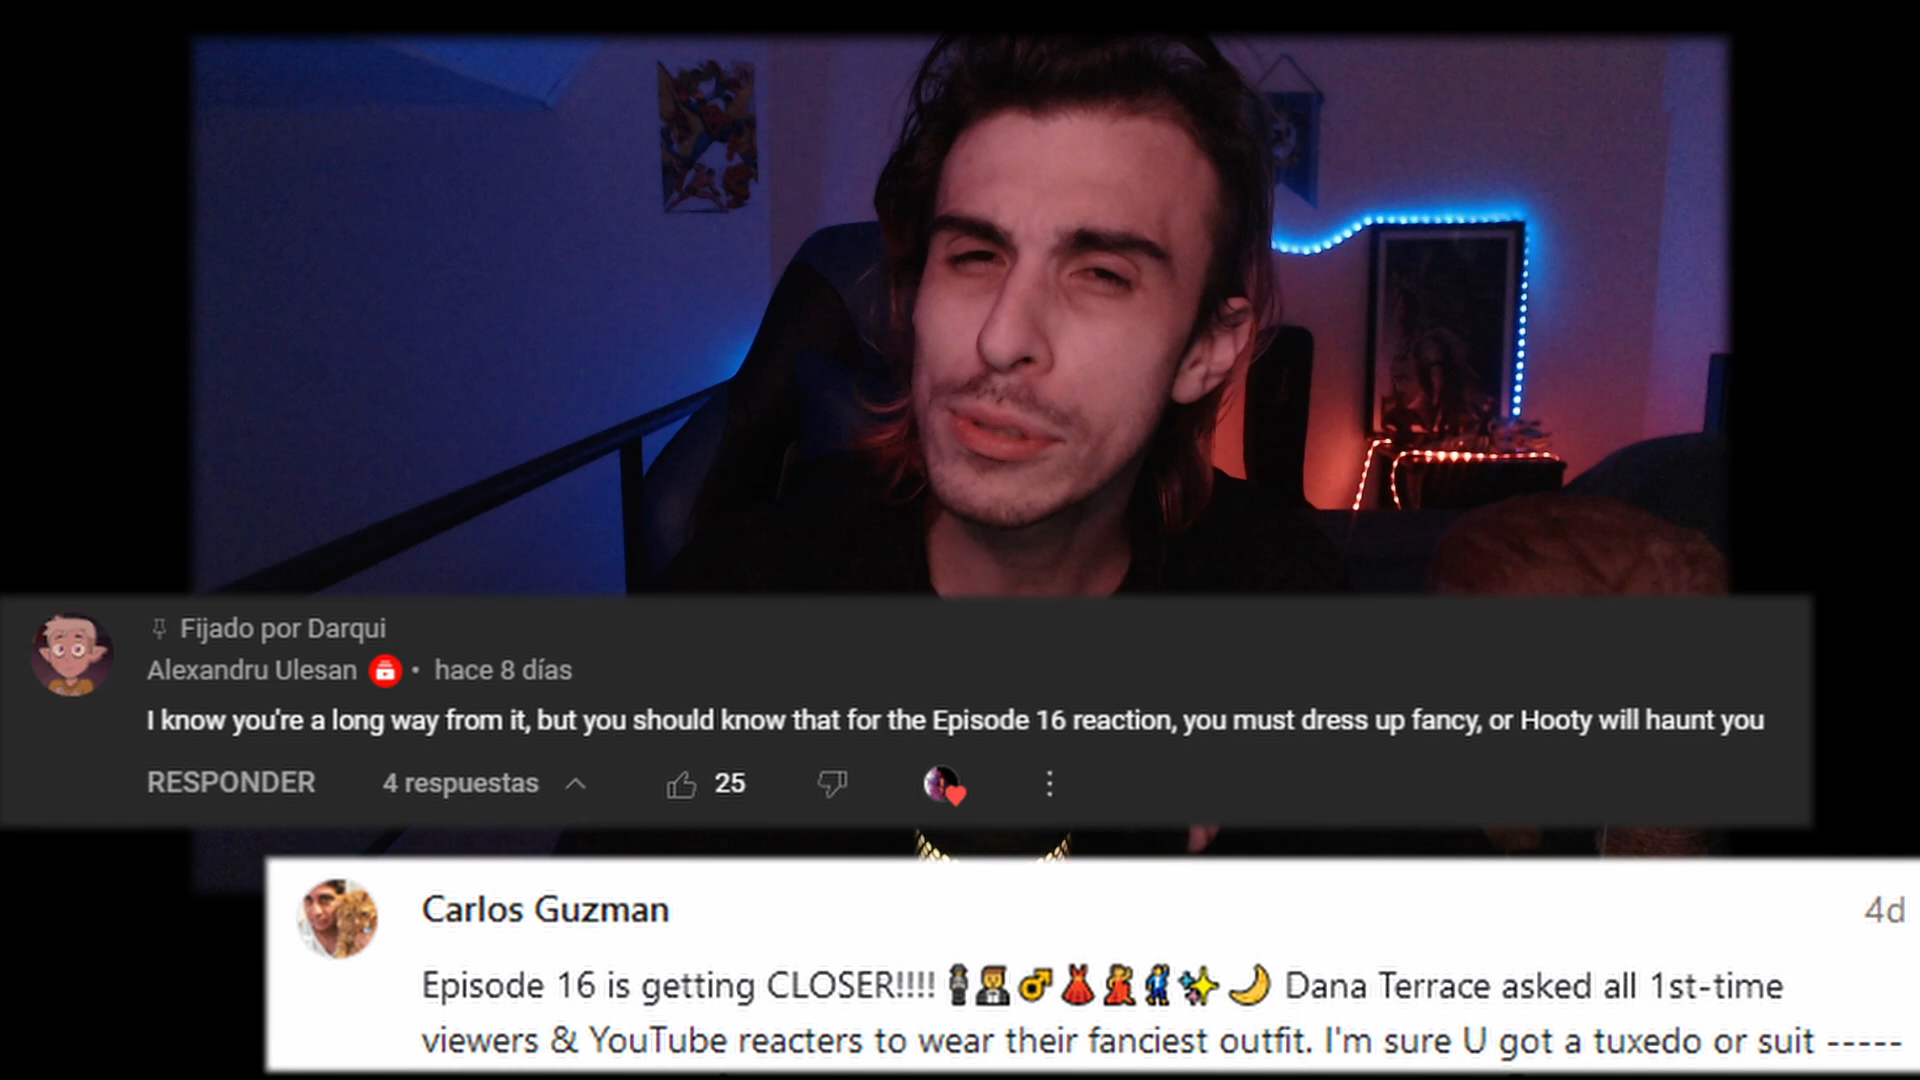 Fijado por Darqui
Alexandru Ulesan • hace 8 días
I know you're a long way from it, but you should know that for the Episode 16 reaction, you must dress up fancy, or Hooty will haunt you
RESPONDER 4 respuestas 25
Carlos Guzman 4d
Episode 16 is getting CLOSER!!!! 🕴🤵‍♂️👗💃🕺✨🌙 Dana Terrace asked all 1st-time
viewers & YouTube reacters to wear their fanciest outfit. I'm sure U got a tuxedo or suit -----